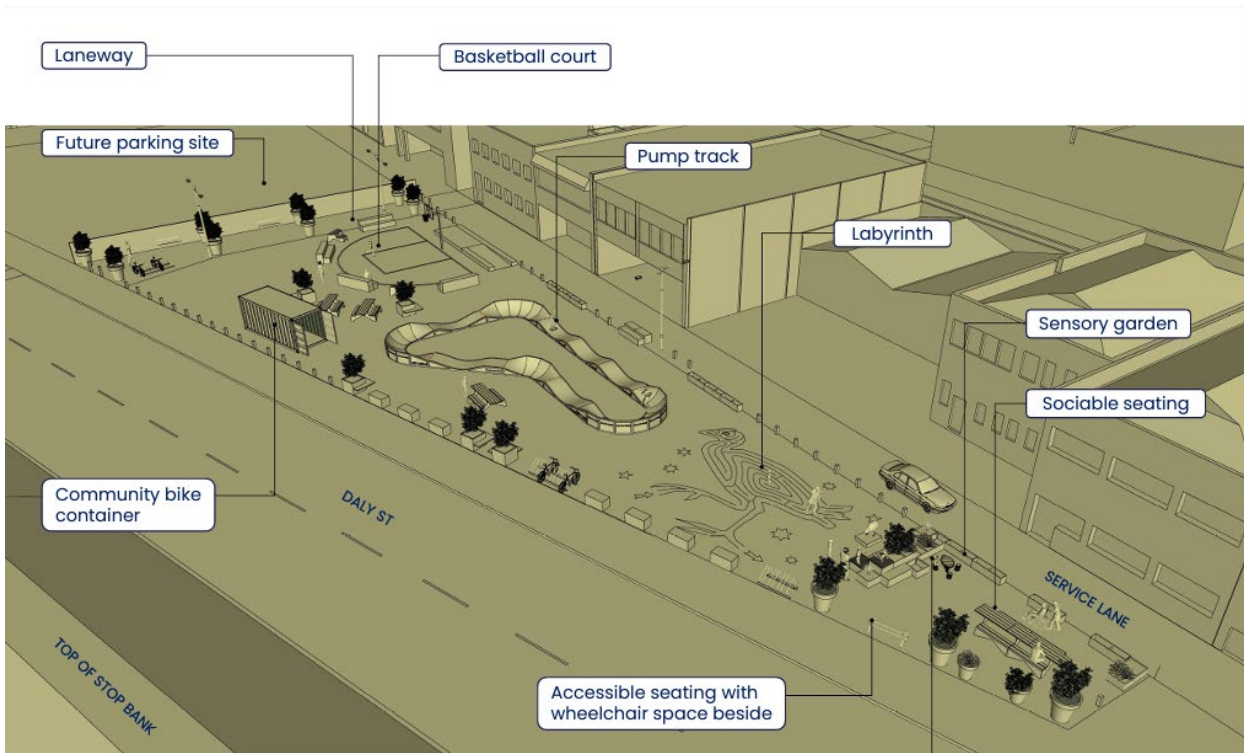 Laneway
Basketball court
Future parking site
Pump track
Labyrinth
Sensory garden
Sociable seating
Community bike
container
DALY ST
SERVICE LANE
TOP OF STOP BANK
Accessible seating with
wheelchair space beside